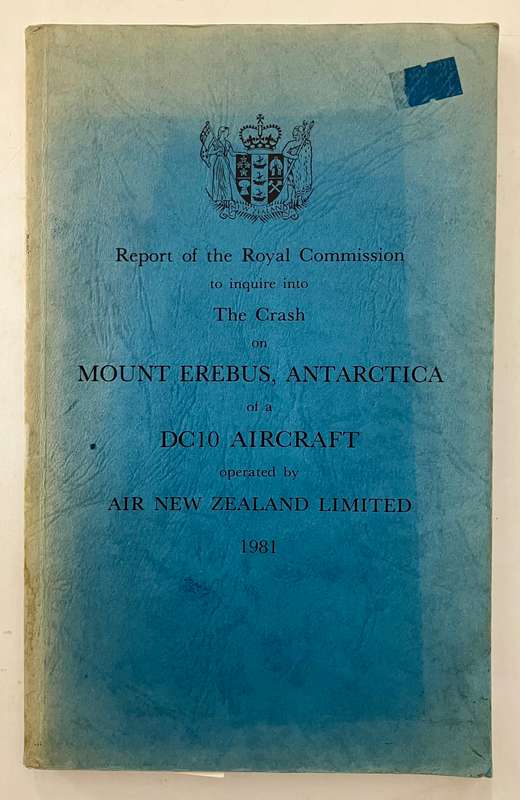 Report of the Royal Commission
to inquire into
The Crash
on
MOUNT EREBUS, ANTARCTICA
of a
DC10 AIRCRAFT
operated by
AIR NEW ZEALAND LIMITED
1981